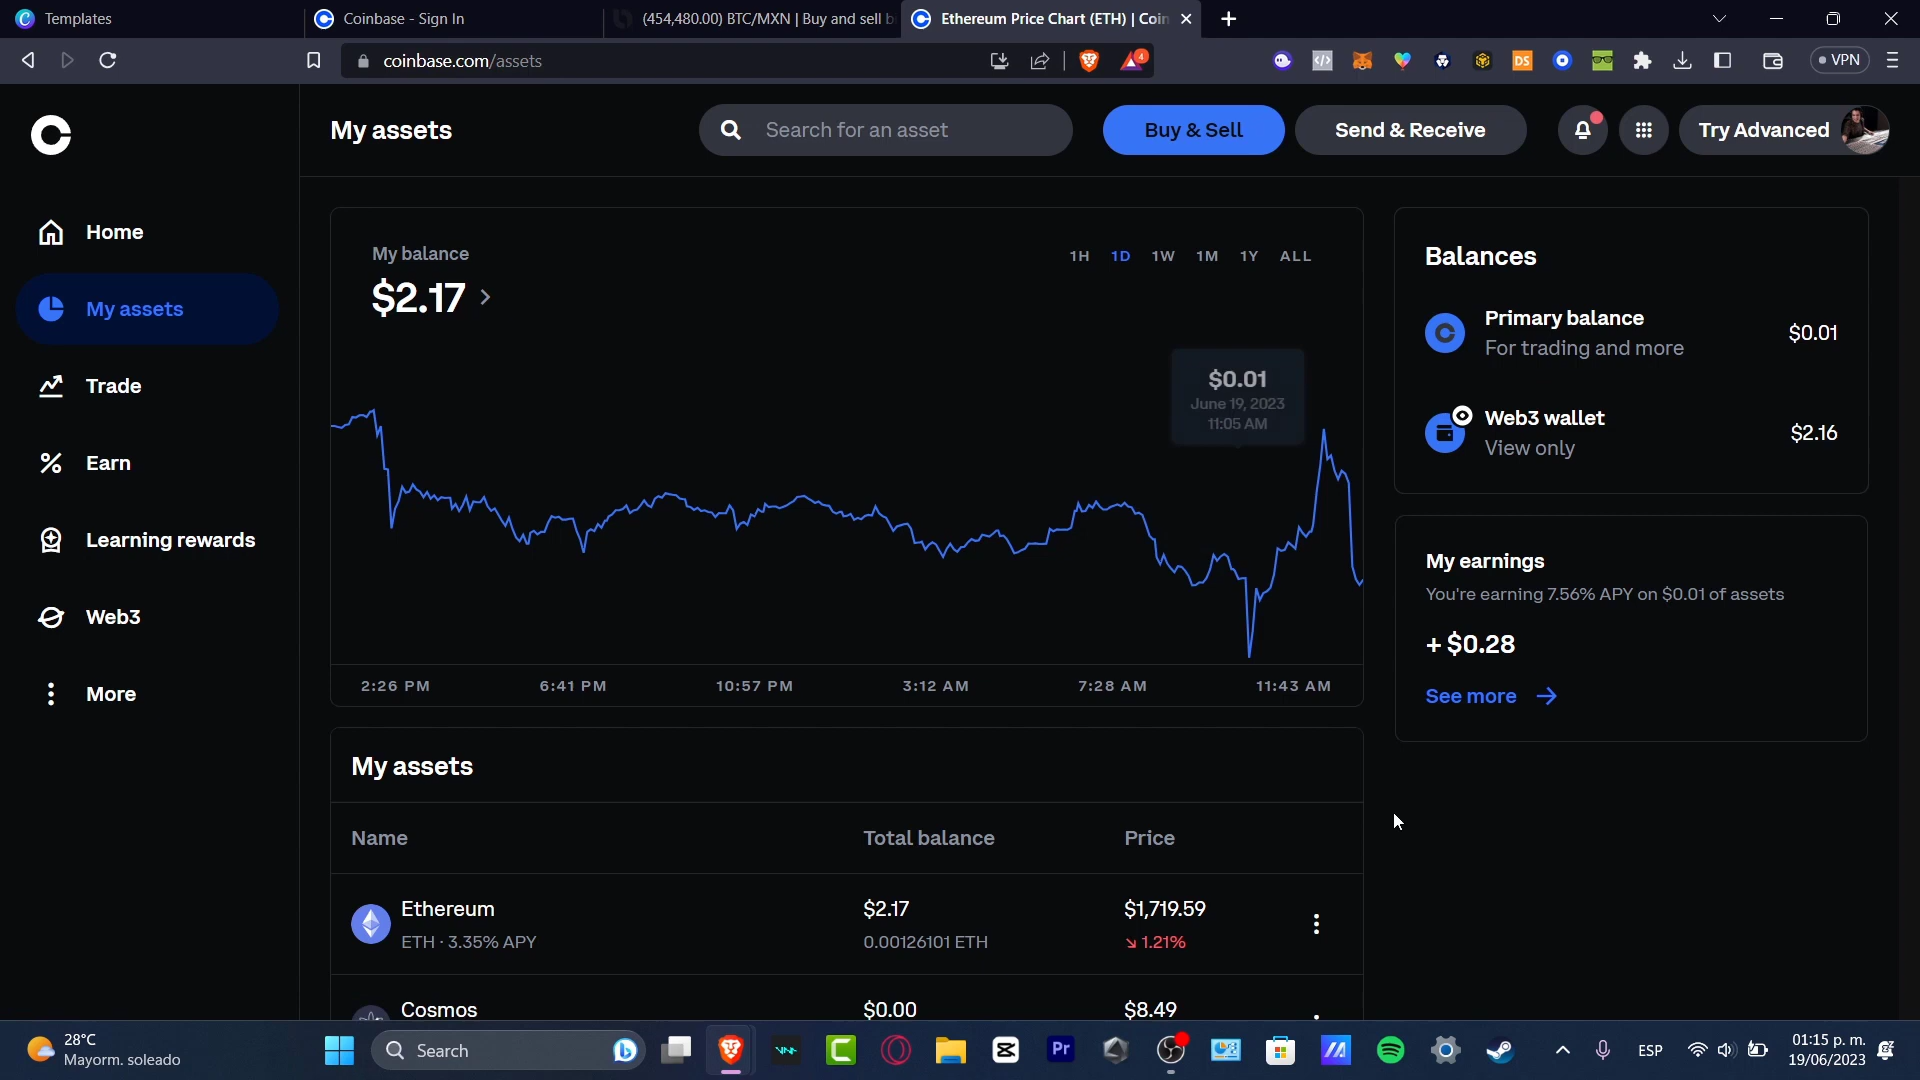 Templates
Coinbase - Sign In
(454,480.00) BTC/MXN | Buy and sell b
Ethereum Price Chart (ETH) | Coin
coinbase.com/assets
4
DS
VPN
My assets
Search for an asset
Buy & Sell
Send & Receive
Try Advanced
Home
My assets
Trade
Earn
Learning rewards
Web3
More
My balance
$2.17
1H 1D 1W 1M 1Y ALL
$0.01
June 19, 2023
11:05 AM
2:26 PM 6:41 PM 10:57 PM 3:12 AM 7:28 AM 11:43 AM
Balances
Primary balance
For trading and more
$0.01
Web3 wallet
View only
$2.16
My earnings
You're earning 7.56% APY on $0.01 of assets
+ $0.28
See more
My assets
Name Total balance Price
Ethereum $2.17 $1,719.59
ETH · 3.35% APY 0.00126101 ETH 1.21%
Cosmos $0.00 $8.49
28°C
Mayorm. soleado
Search
Pr
ESP
01:15 p. m.
19/06/2023